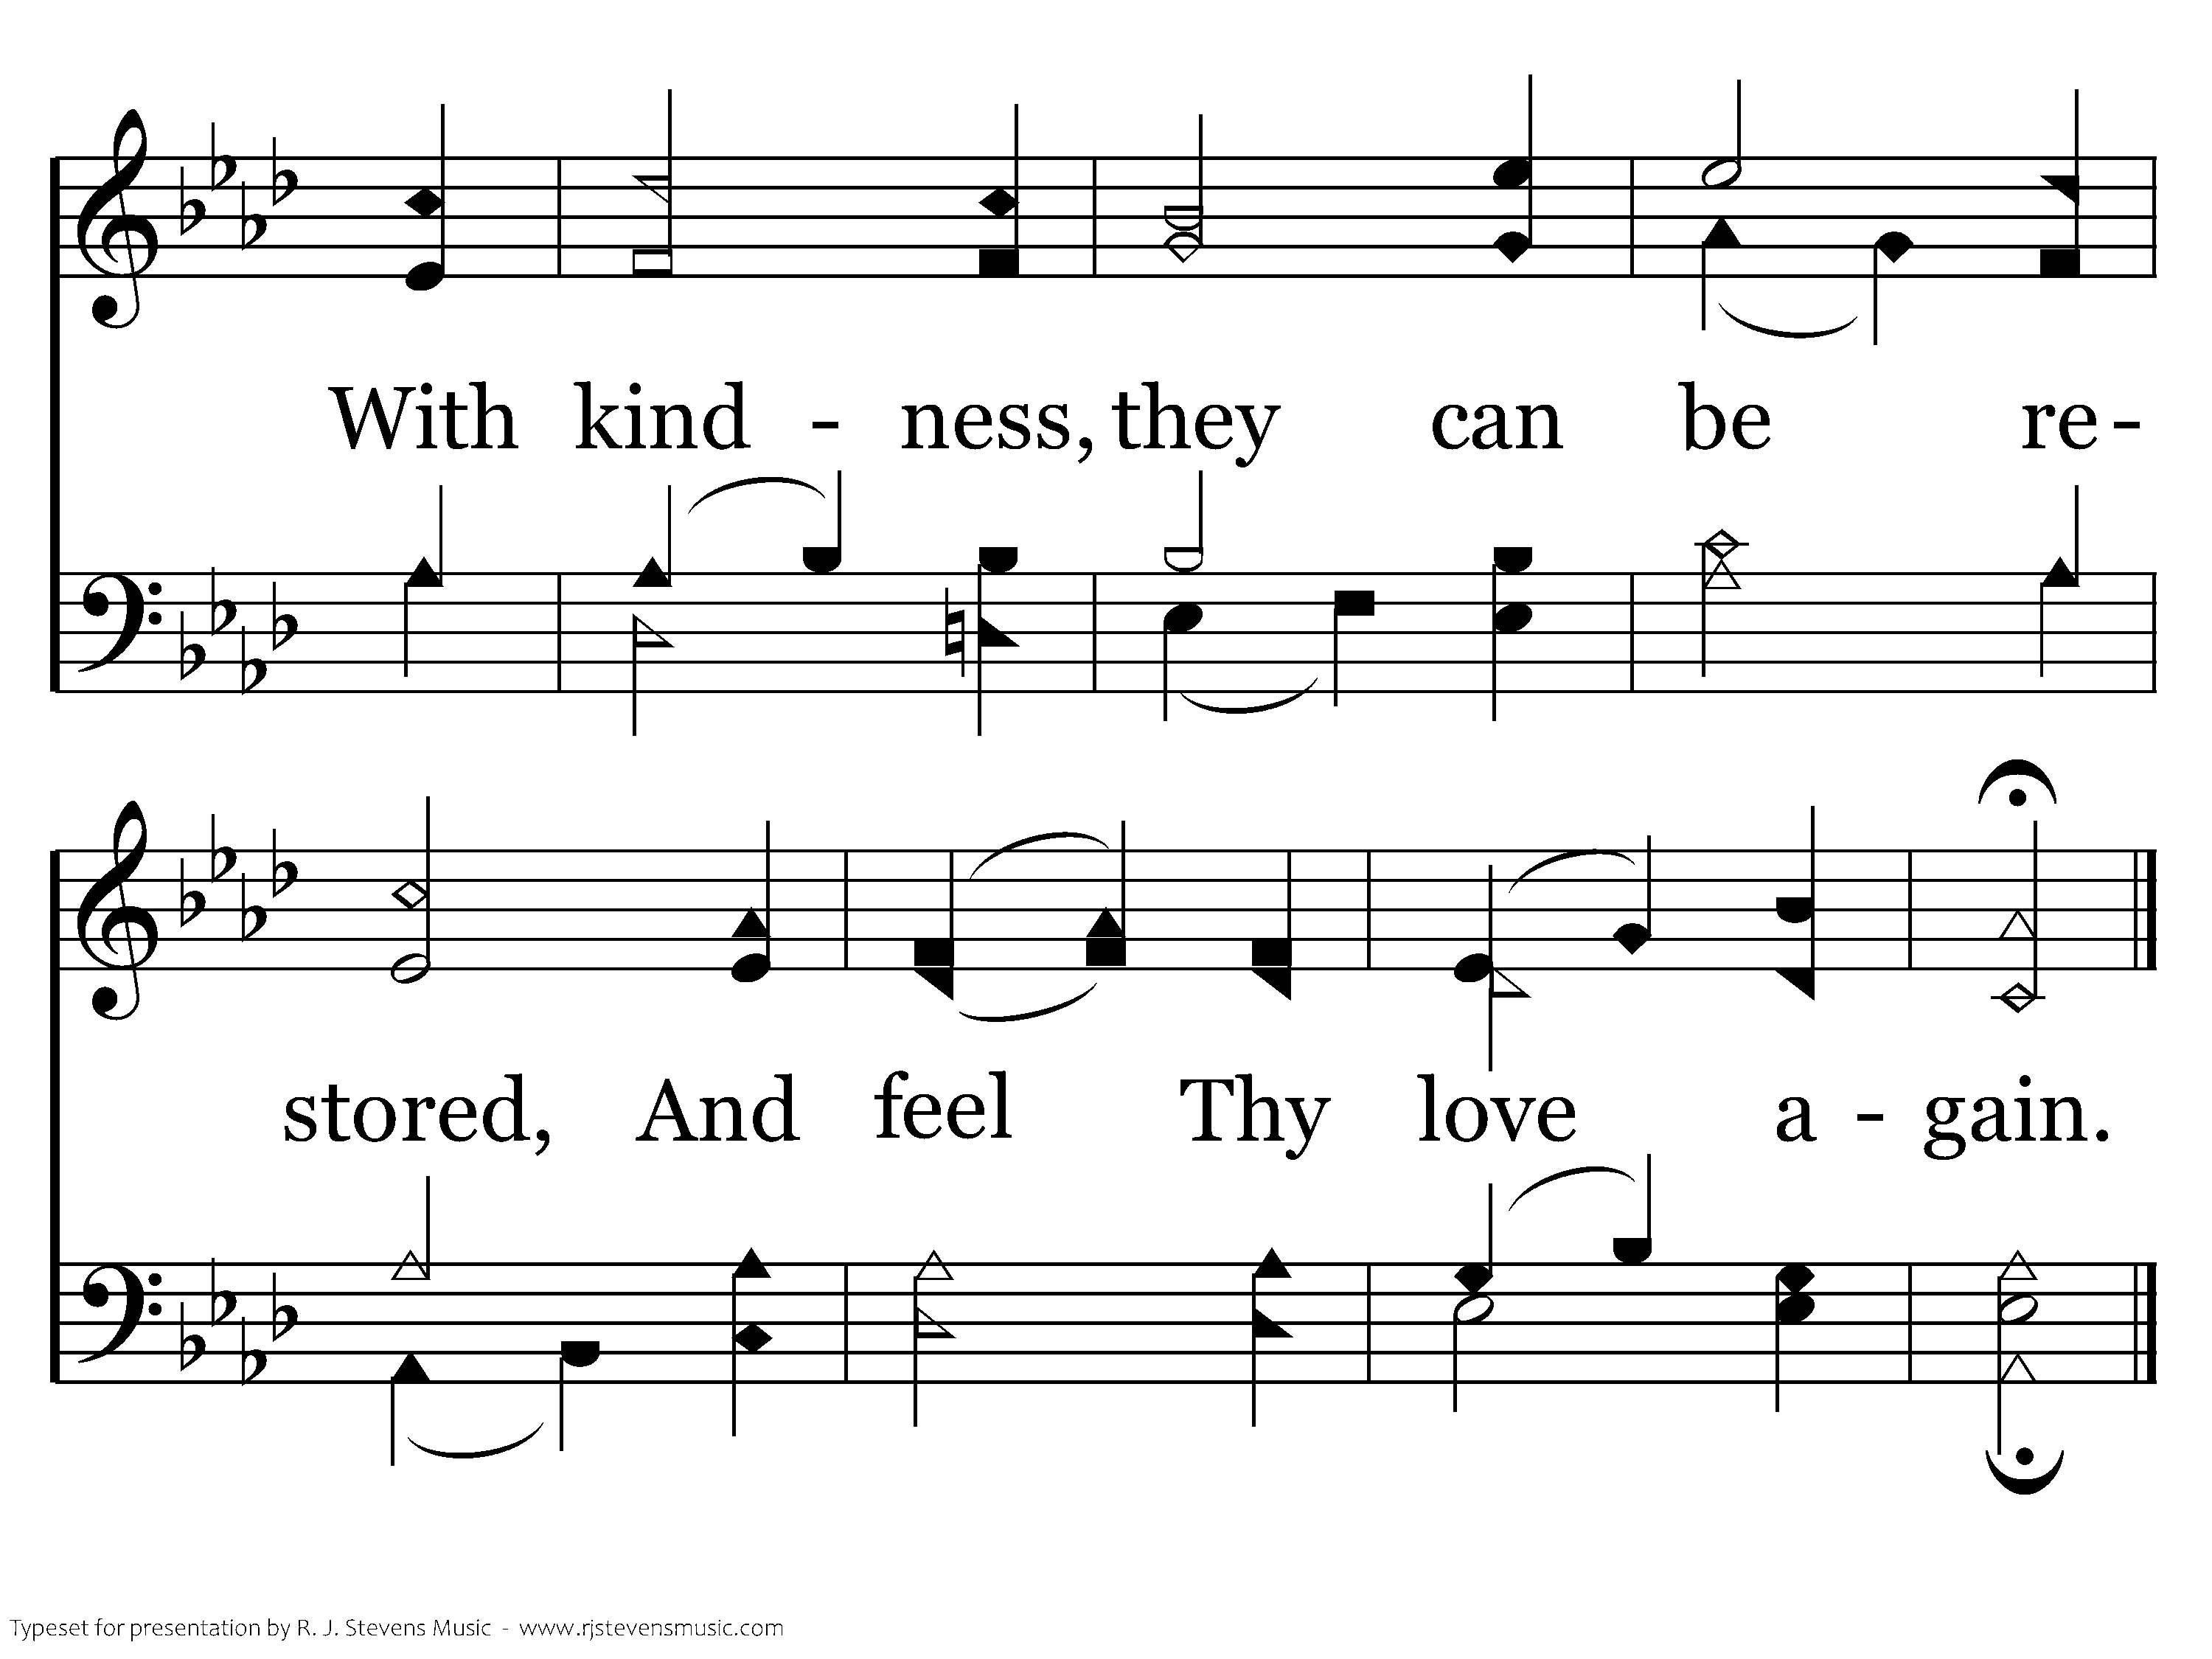 With kind - ness, they can be re -
stored, And feel Thy love a - gain.
Typeset for presentation by R. J. Stevens Music - www.rjstevensmusic.com